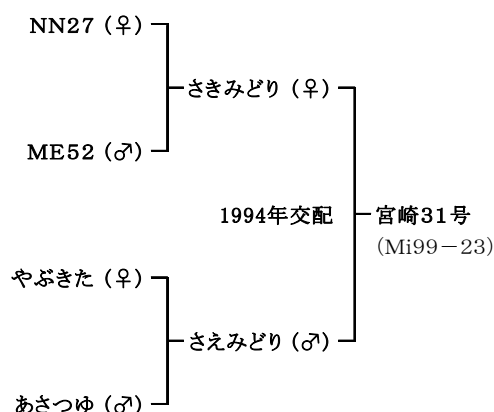 NN27（♀）
さきみどり（♀）
ME52（♂）
1994年交配
宮崎31号
（Mi99－23）
やぶきた（♀）
さえみどり（♂）
あさつゆ（♂）